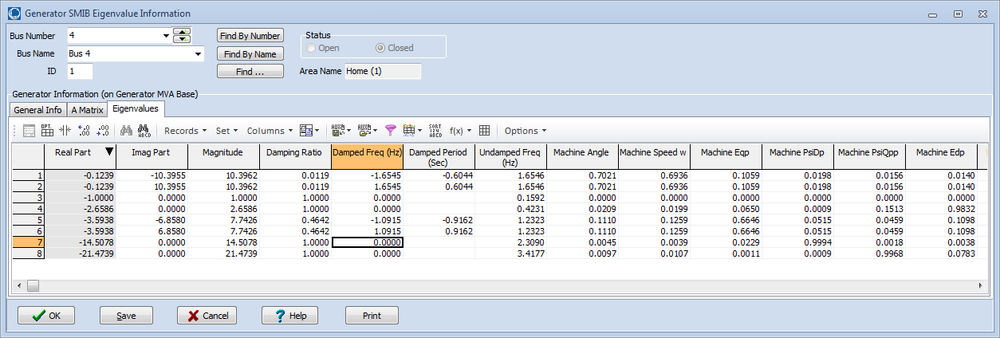 Generator SMIB Eigenvalue Information
Bus Number 4 Find By Number Status
Open Closed
Bus Name Bus 4 Find By Name
ID 1 Find ... Area Name Home (1)
Generator Information (on Generator MVA Base)
General Info A Matrix Eigenvalues
Records Set Columns AUXB AUXB SORT 124 ABCD f(x) Options
Real Part Imag Part Magnitude Damping Ratio Damped Freq (Hz) Damped Period (Sec) Undamped Freq (Hz) Machine Angle Machine Speed w Machine Eqp Machine PsiDp Machine PsiQpp Machine Edp
1 -0.1239 -10.3955 10.3962 0.0119 -1.6545 -0.6044 1.6546 0.7021 0.6936 0.1059 0.0198 0.0156 0.0140
2 -0.1239 10.3955 10.3962 0.0119 1.6545 0.6044 1.6546 0.7021 0.6936 0.1059 0.0198 0.0156 0.0140
3 -1.0000 0.0000 1.0000 1.0000 0.0000 0.1592 0.0000 0.0000 0.0000 0.0000 0.0000 0.0000
4 -2.6586 0.0000 2.6586 1.0000 0.0000 0.4231 0.0209 0.0199 0.0650 0.0009 0.1513 0.9832
5 -3.5938 -6.8580 7.7426 0.4642 -1.0915 -0.9162 1.2323 0.1110 0.1259 0.6646 0.0515 0.0459 0.1098
6 -3.5938 6.8580 7.7426 0.4642 1.0915 0.9162 1.2323 0.1110 0.1259 0.6646 0.0515 0.0459 0.1098
7 -14.5078 0.0000 14.5078 1.0000 0.0000 2.3090 0.0045 0.0039 0.0229 0.9994 0.0018 0.0038
8 -21.4739 0.0000 21.4739 1.0000 0.0000 3.4177 0.0097 0.0107 0.0011 0.0009 0.9968 0.0783
OK Save Cancel Help Print